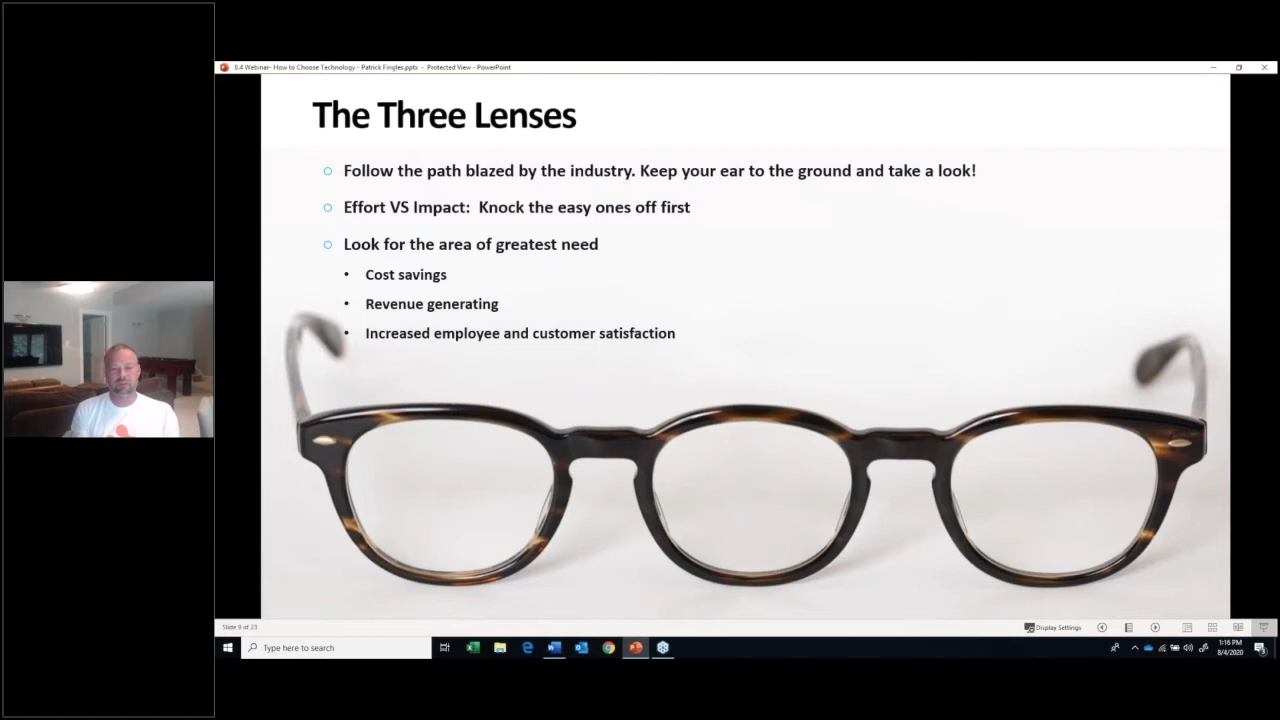 8.4 Webinar- How to Choose Technology - Patrick Fingles.pptx - Protected View - PowerPoint
The Three Lenses
Follow the path blazed by the industry. Keep your ear to the ground and take a look!
Effort VS Impact: Knock the easy ones off first
Look for the area of greatest need
Cost savings
Revenue generating
Increased employee and customer satisfaction
Slide 9 of 23
Display Settings
Type here to search
1:16 PM
8/4/2020